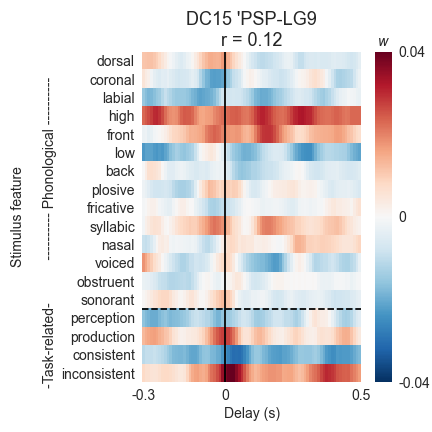 DC15 'PSP-LG9
r = 0.12
w
0.04
0
-0.04
Stimulus feature
---------- Phonological ----------
-Task-related-
dorsal
coronal
labial
high
front
low
back
plosive
fricative
syllabic
nasal
voiced
obstruent
sonorant
perception
production
consistent
inconsistent
-0.3
0
0.5
Delay (s)